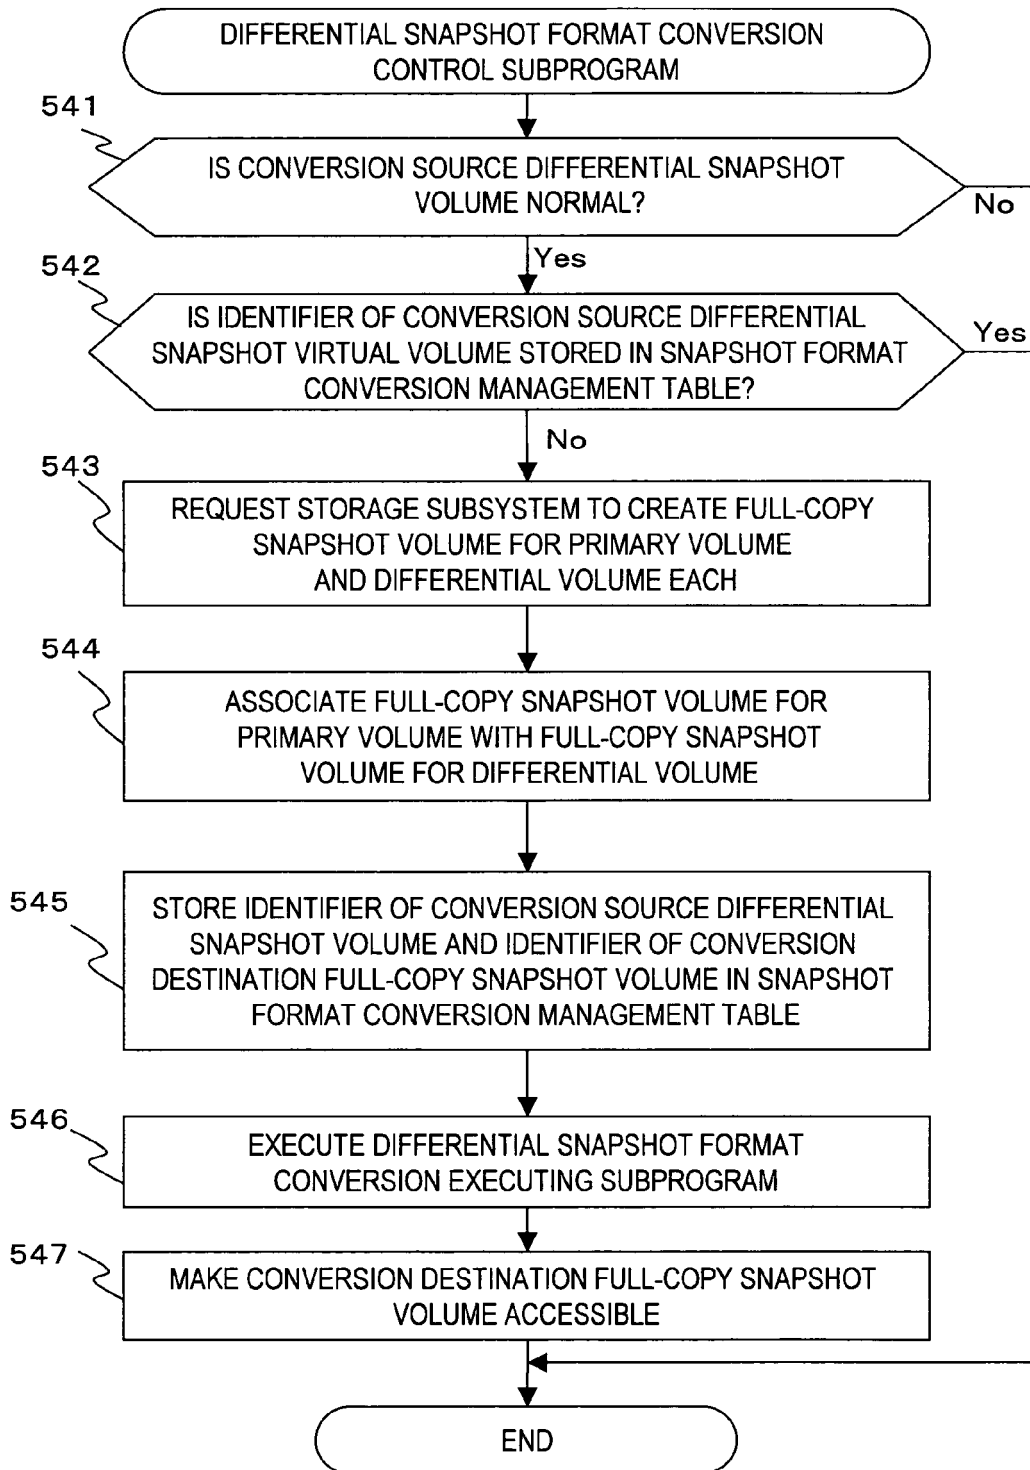 DIFFERENTIAL SNAPSHOT FORMAT CONVERSION
CONTROL SUBPROGRAM
541
IS CONVERSION SOURCE DIFFERENTIAL SNAPSHOT
VOLUME NORMAL?
No
Yes
542
IS IDENTIFIER OF CONVERSION SOURCE DIFFERENTIAL
SNAPSHOT VIRTUAL VOLUME STORED IN SNAPSHOT FORMAT
CONVERSION MANAGEMENT TABLE?
Yes
No
543
REQUEST STORAGE SUBSYSTEM TO CREATE FULL-COPY
SNAPSHOT VOLUME FOR PRIMARY VOLUME
AND DIFFERENTIAL VOLUME EACH
544
ASSOCIATE FULL-COPY SNAPSHOT VOLUME FOR
PRIMARY VOLUME WITH FULL-COPY SNAPSHOT
VOLUME FOR DIFFERENTIAL VOLUME
545
STORE IDENTIFIER OF CONVERSION SOURCE DIFFERENTIAL
SNAPSHOT VOLUME AND IDENTIFIER OF CONVERSION
DESTINATION FULL-COPY SNAPSHOT VOLUME IN SNAPSHOT
FORMAT CONVERSION MANAGEMENT TABLE
546
EXECUTE DIFFERENTIAL SNAPSHOT FORMAT
CONVERSION EXECUTING SUBPROGRAM
547
MAKE CONVERSION DESTINATION FULL-COPY SNAPSHOT
VOLUME ACCESSIBLE
END